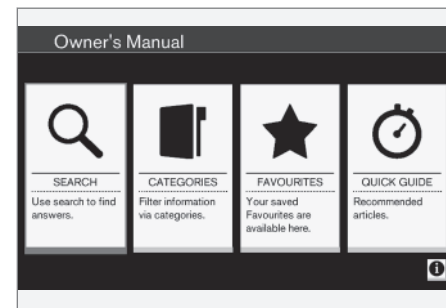 Owner's Manual
SEARCH
Use search to find
answers.
CATEGORIES
Filter information
via categories.
FAVOURITES
Your saved
Favourites are
available here.
QUICK GUIDE
Recommended
articles.